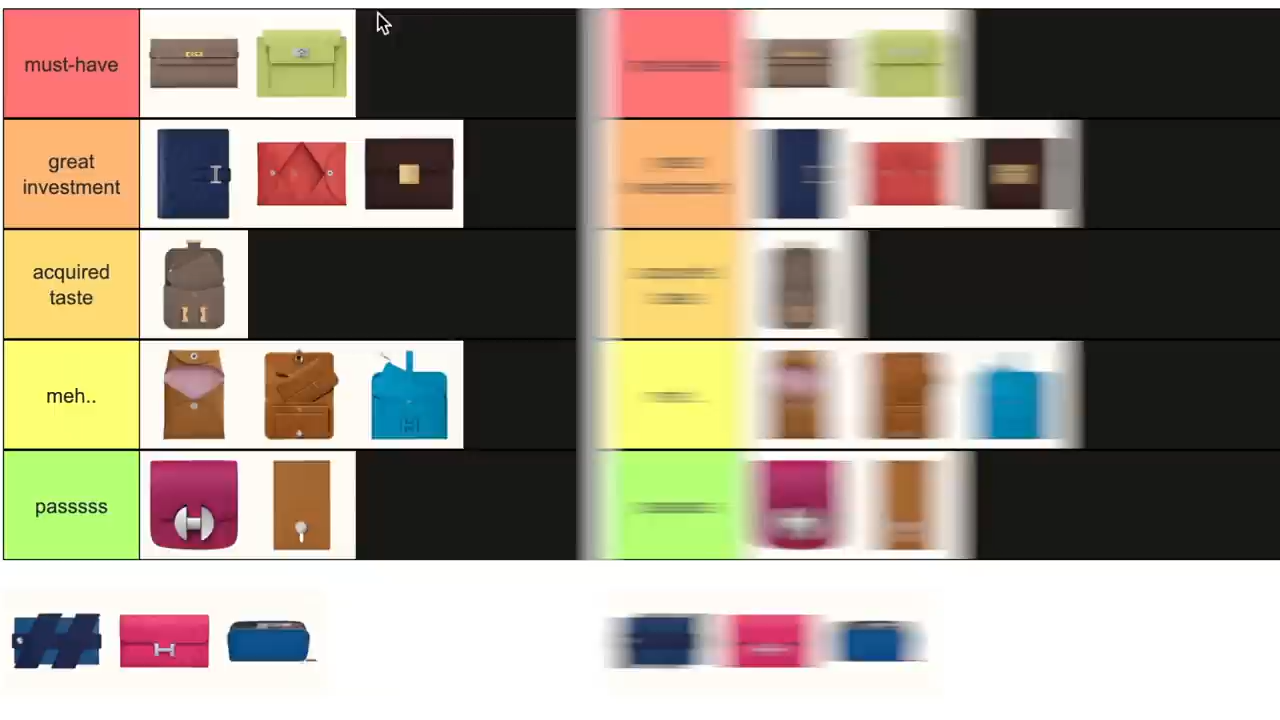 must-have
great
investment
acquired
taste
meh..
passsss